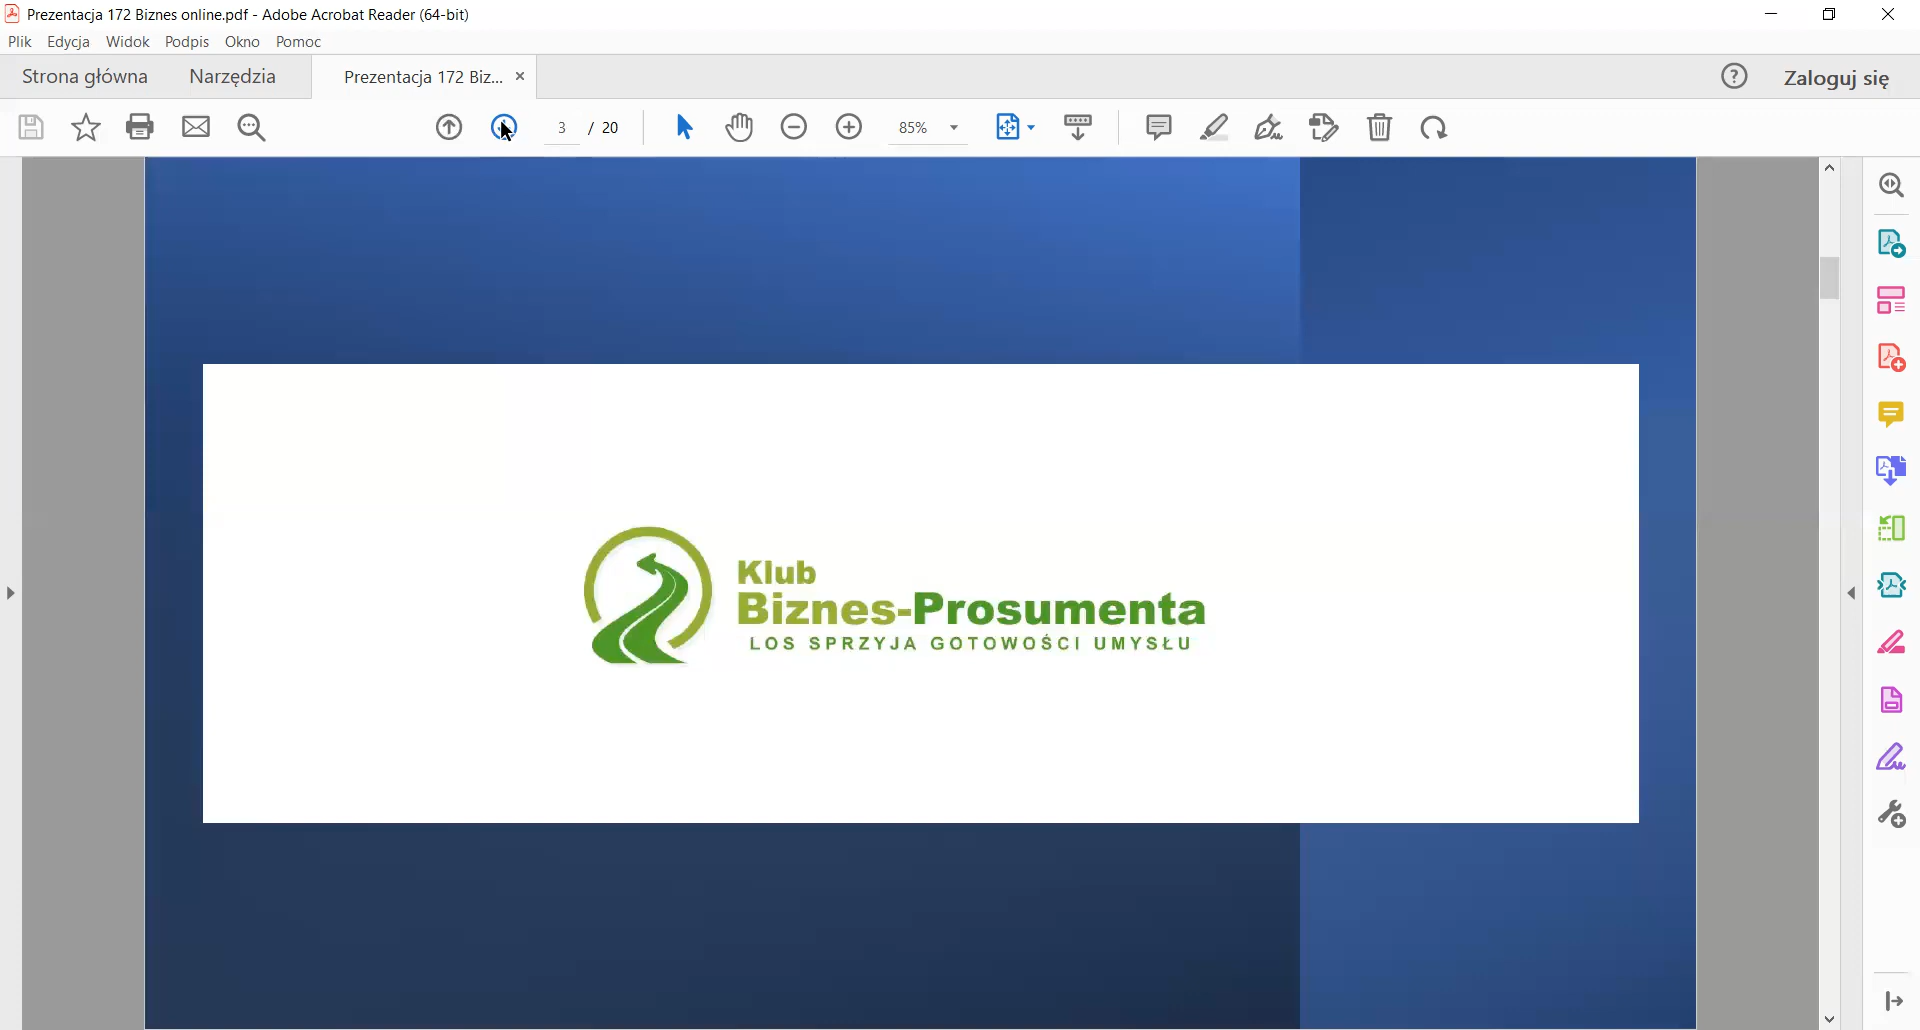 Prezentacja 172 Biznes online.pdf - Adobe Acrobat Reader (64-bit)
Plik Edycja Widok Podpis Okno Pomoc
Strona główna Narzędzia Prezentacja 172 Biz... Zaloguj się
3 / 20 85%
Klub
Biznes-Prosumenta
LOS SPRZYJA GOTOWOŚCI UMYSŁU